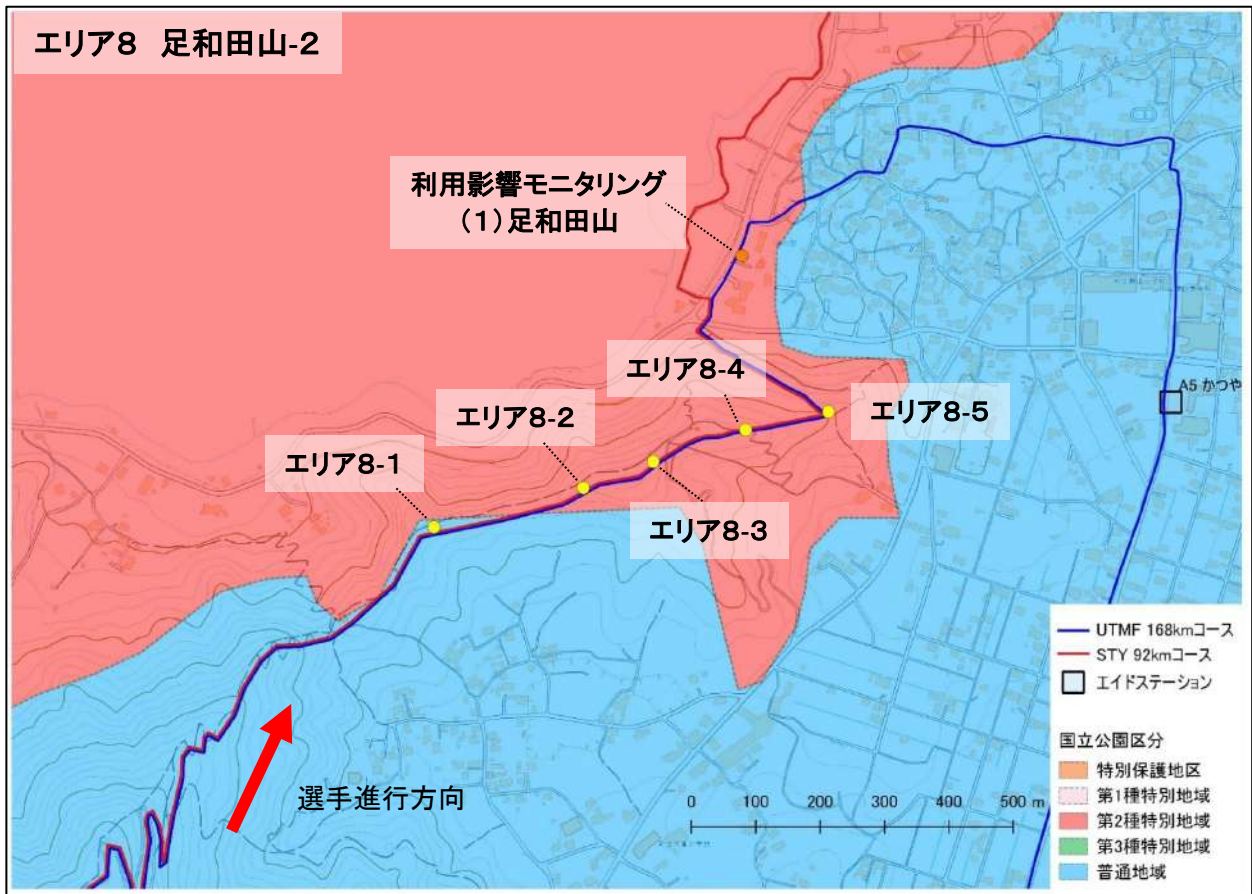 エリア8 足和田山-2
利用影響モニタリング
(1)足和田山
エリア8-4
エリア8-5
A5 かつや
エリア8-2
エリア8-1
エリア8-3
選手進行方向
0 100 200 300 400 500 m
UTMF 168kmコース
STY 92kmコース
エイドステーション
国立公園区分
特別保護地区
第1種特別地域
第2種特別地域
第3種特別地域
普通地域